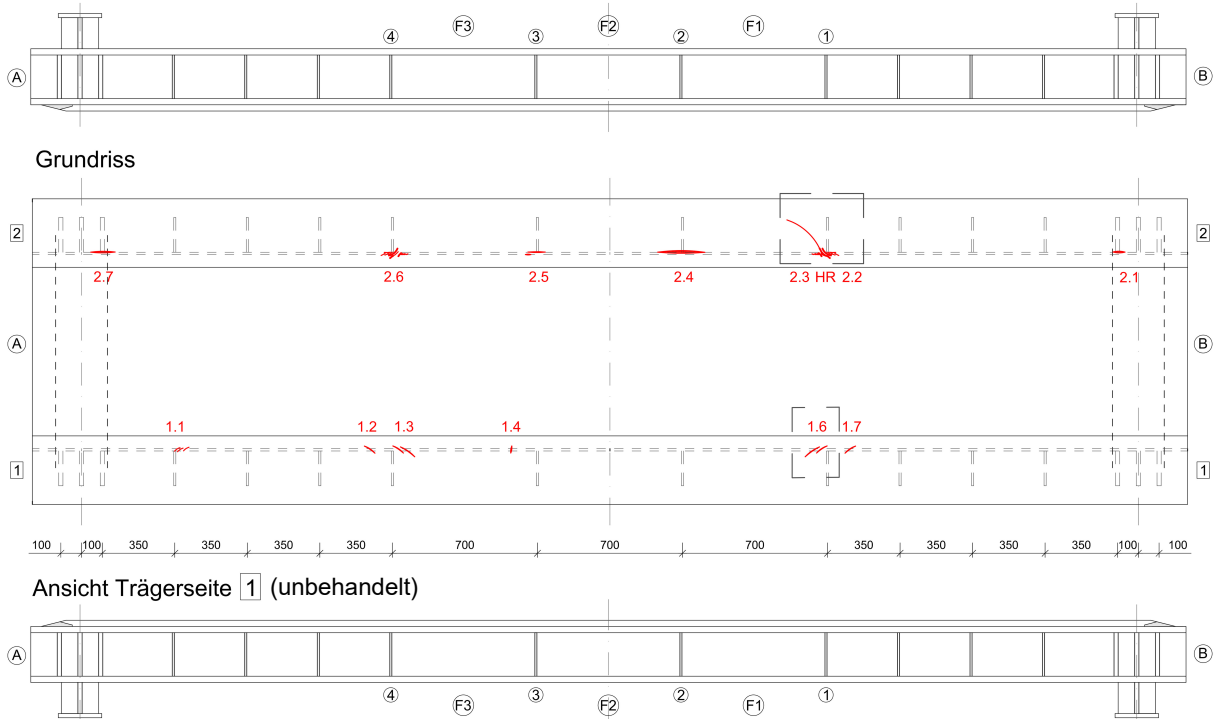 F3 F2 F1
4 3 2 1
A B
Grundriss
2 2
2.7 2.6 2.5 2.4 2.3 HR 2.2 2.1
A B
1.1 1.2 1.3 1.4 1.6 1.7
1 1
100 100 350 350 350 350 700 700 700 350 350 350 350 100 100
Ansicht Trägerseite 1 (unbehandelt)
A B
4 3 2 1
F3 F2 F1